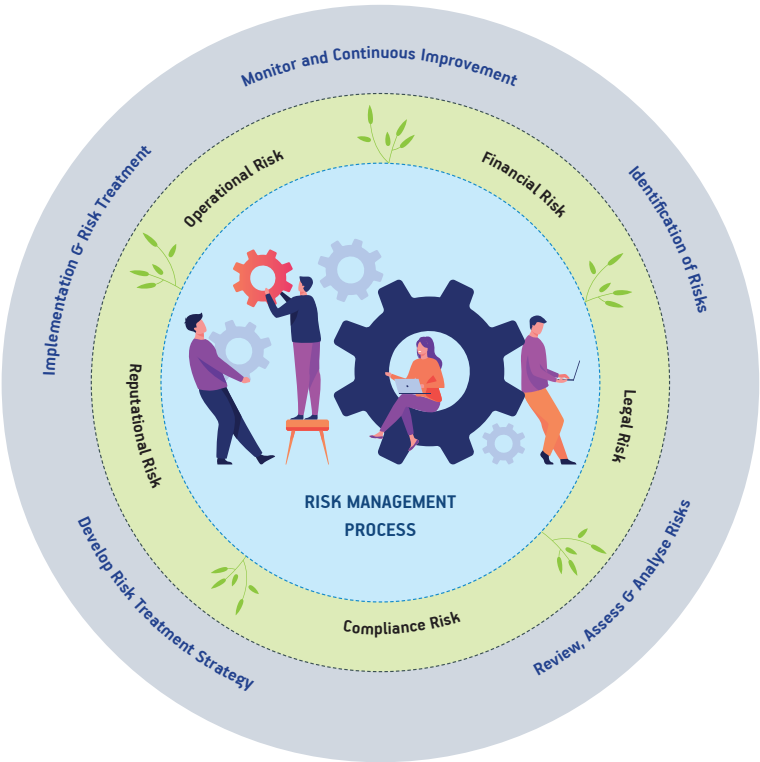 Monitor and Continuous Improvement
Identification of Risks
Review, Assess & Analyse Risks
Develop Risk Treatment Strategy
Implementation & Risk Treatment
Operational Risk
Financial Risk
Legal Risk
Compliance Risk
Reputational Risk
RISK MANAGEMENT
PROCESS